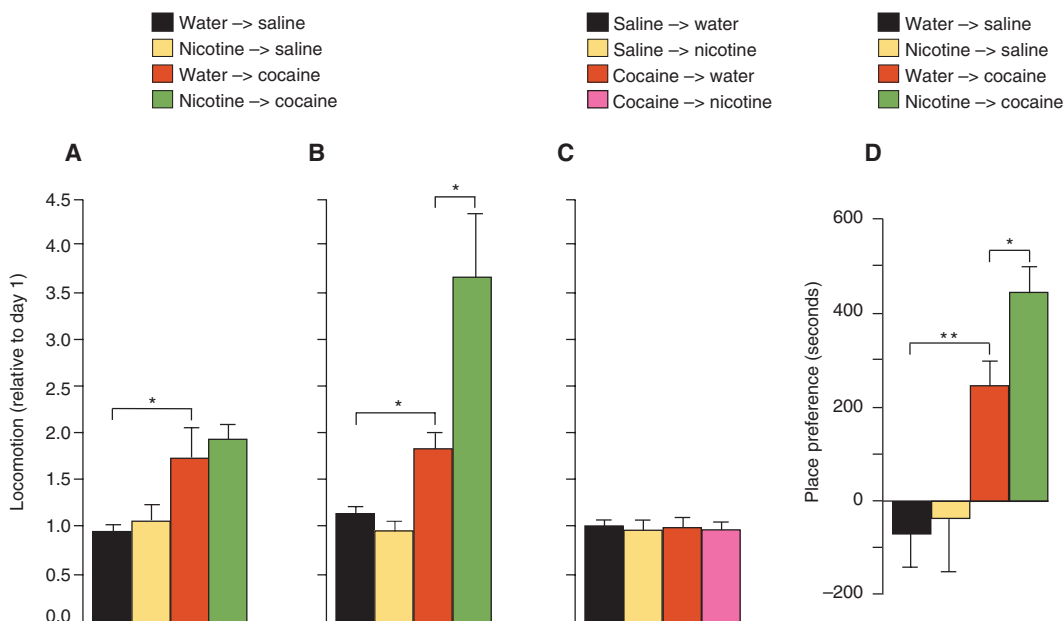 Water –> saline
Nicotine –> saline
Water –> cocaine
Nicotine –> cocaine
Saline –> water
Saline –> nicotine
Cocaine –> water
Cocaine –> nicotine
Water –> saline
Nicotine –> saline
Water –> cocaine
Nicotine –> cocaine
A
B
C
D
Locomotion (relative to day 1)
4.5
4.0
3.5
3.0
2.5
2.0
1.5
1.0
0.5
0.0
*
*
*
Place preference (seconds)
600
400
200
0
–200
**
*